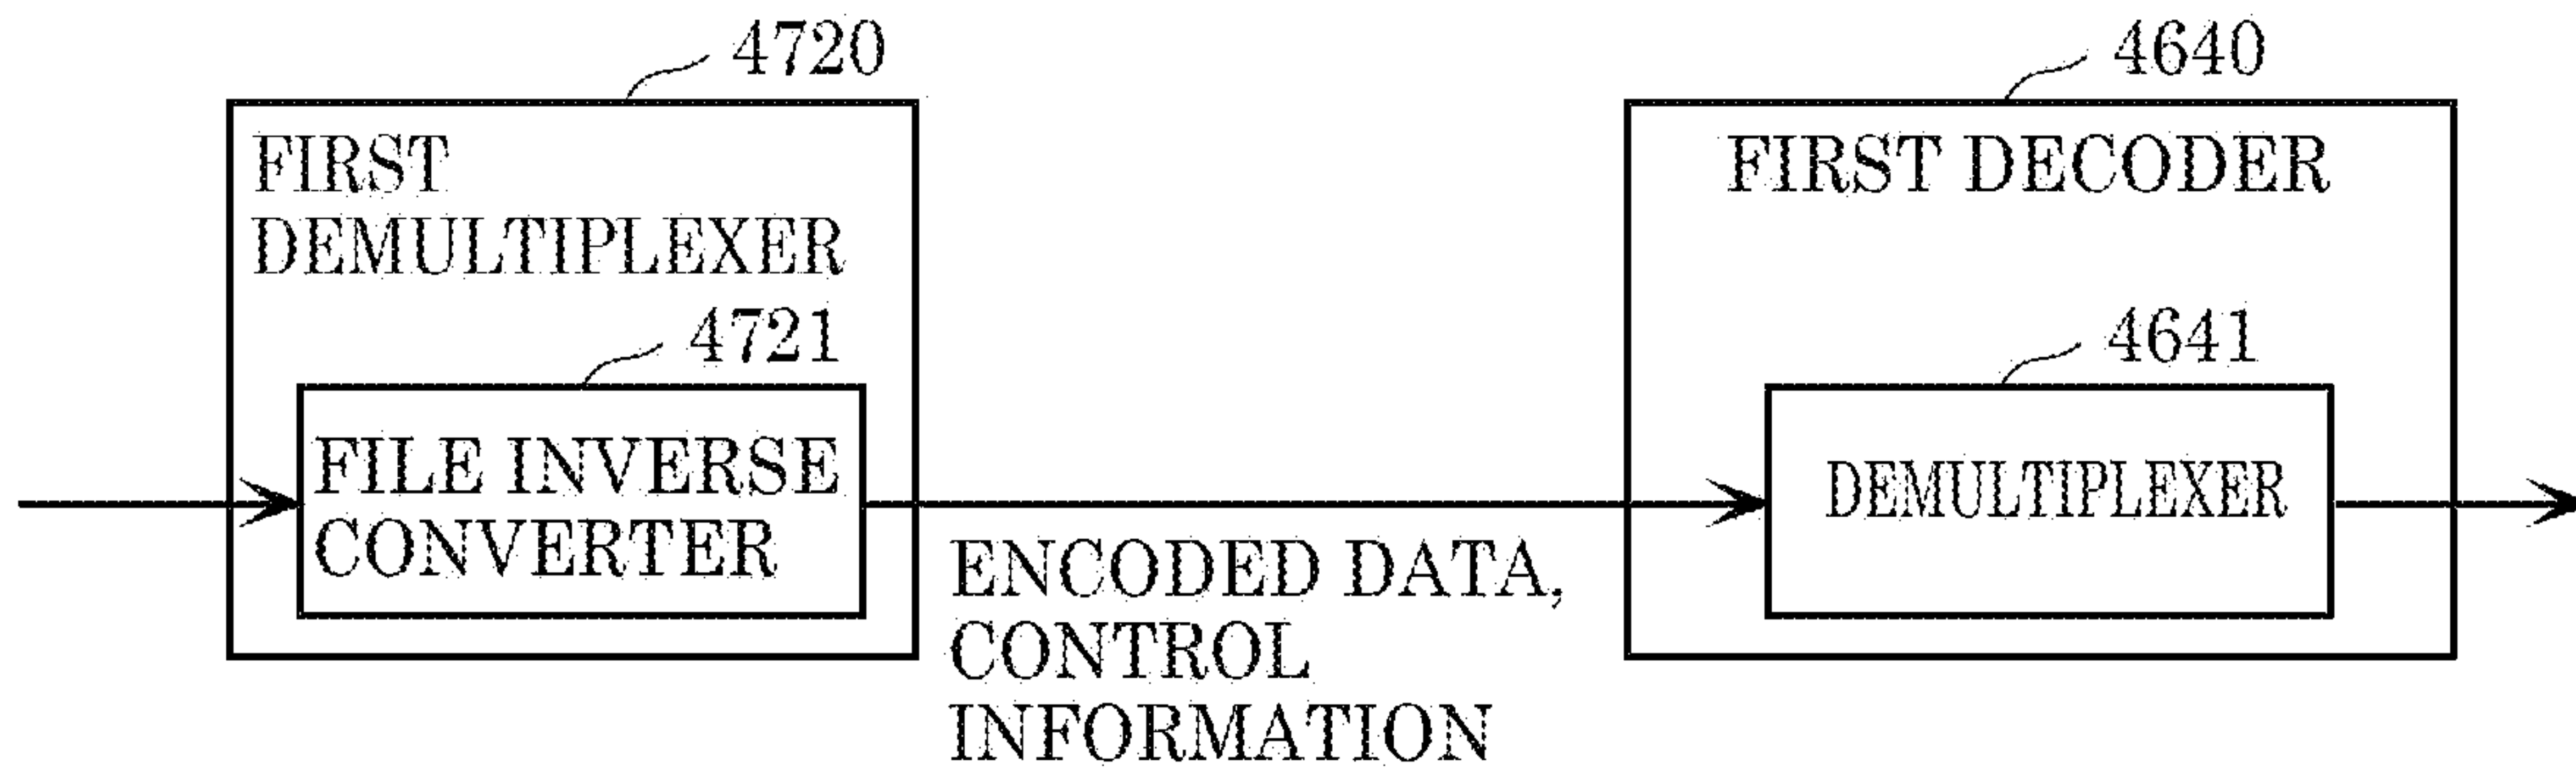 4720
FIRST
DEMULTIPLEXER
4721
FILE INVERSE
CONVERTER
ENCODED DATA,
CONTROL
INFORMATION
4640
FIRST DECODER
4641
DEMULTIPLEXER